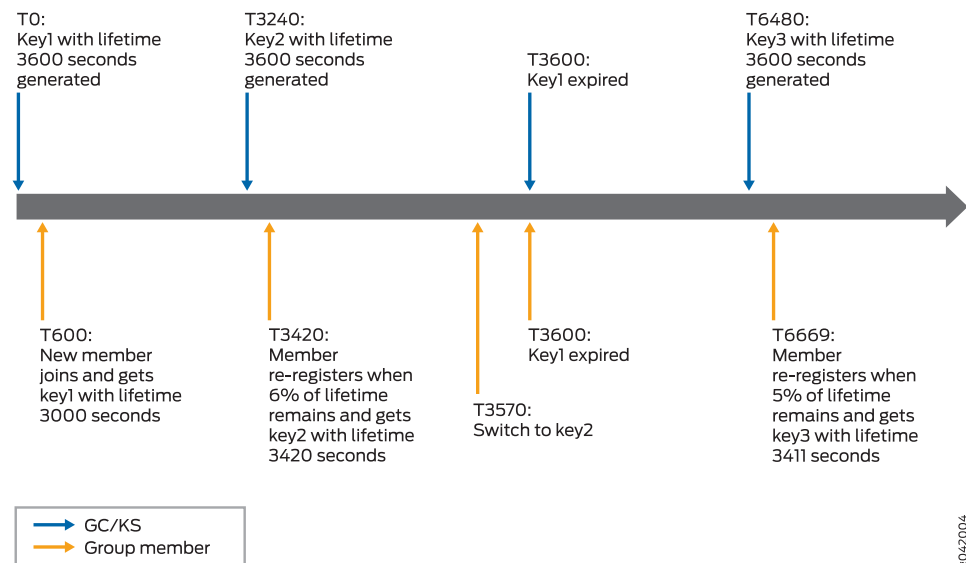 T0:
Key1 with lifetime
3600 seconds
generated
T3240:
Key2 with lifetime
3600 seconds
generated
T3600:
Key1 expired
T6480:
Key3 with lifetime
3600 seconds
generated
T600:
New member
joins and gets
key1 with lifetime
3000 seconds
T3420:
Member
re-registers when
6% of lifetime
remains and gets
key2 with lifetime
3420 seconds
T3570:
Switch to key2
T3600:
Key1 expired
T6669:
Member
re-registers when
5% of lifetime
remains and gets
key3 with lifetime
3411 seconds
GC/KS
Group member